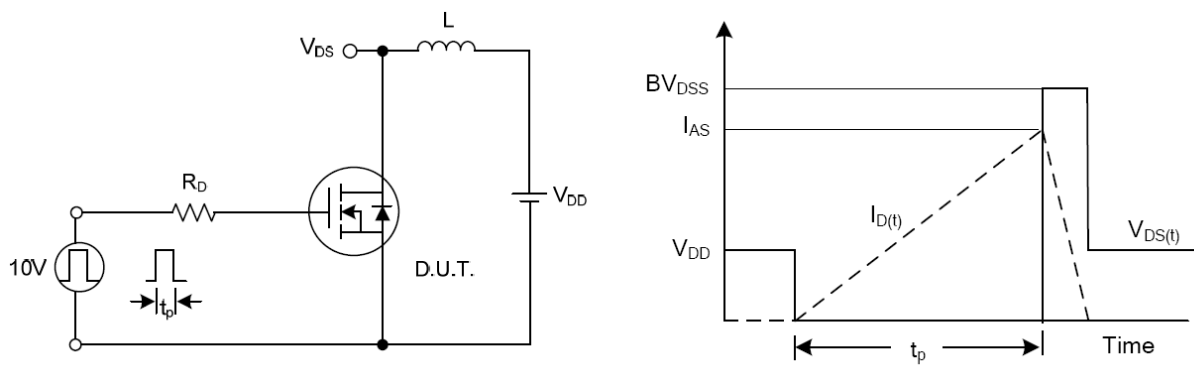 L
VDS
RD
VDD
10V
tp
D.U.T.
BVDSS
IAS
ID(t)
VDD
VDS(t)
tp
Time